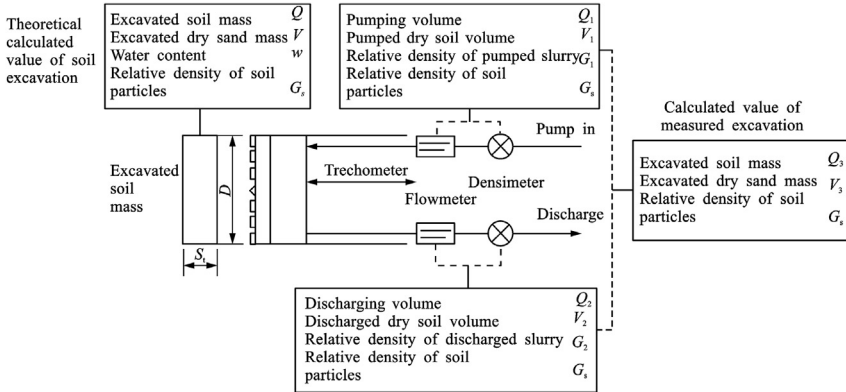 Theoretical
calculated
value of soil
excavation
Excavated soil mass Q
Excavated dry sand mass V
Water content w
Relative density of soil
particles G_s
Pumping volume Q_1
Pumped dry soil volume V_1
Relative density of pumped slurry G_1
Relative density of soil
particles G_s
Calculated value of
measured excavation
Excavated soil mass Q_3
Excavated dry sand mass V_3
Relative density of soil
particles G_s
Excavated
soil
mass
D
S_t
Pump in
Trechometer
Densimeter
Flowmeter
Discharge
Discharging volume Q_2
Discharged dry soil volume V_2
Relative density of discharged slurry G_2
Relative density of soil
particles G_s